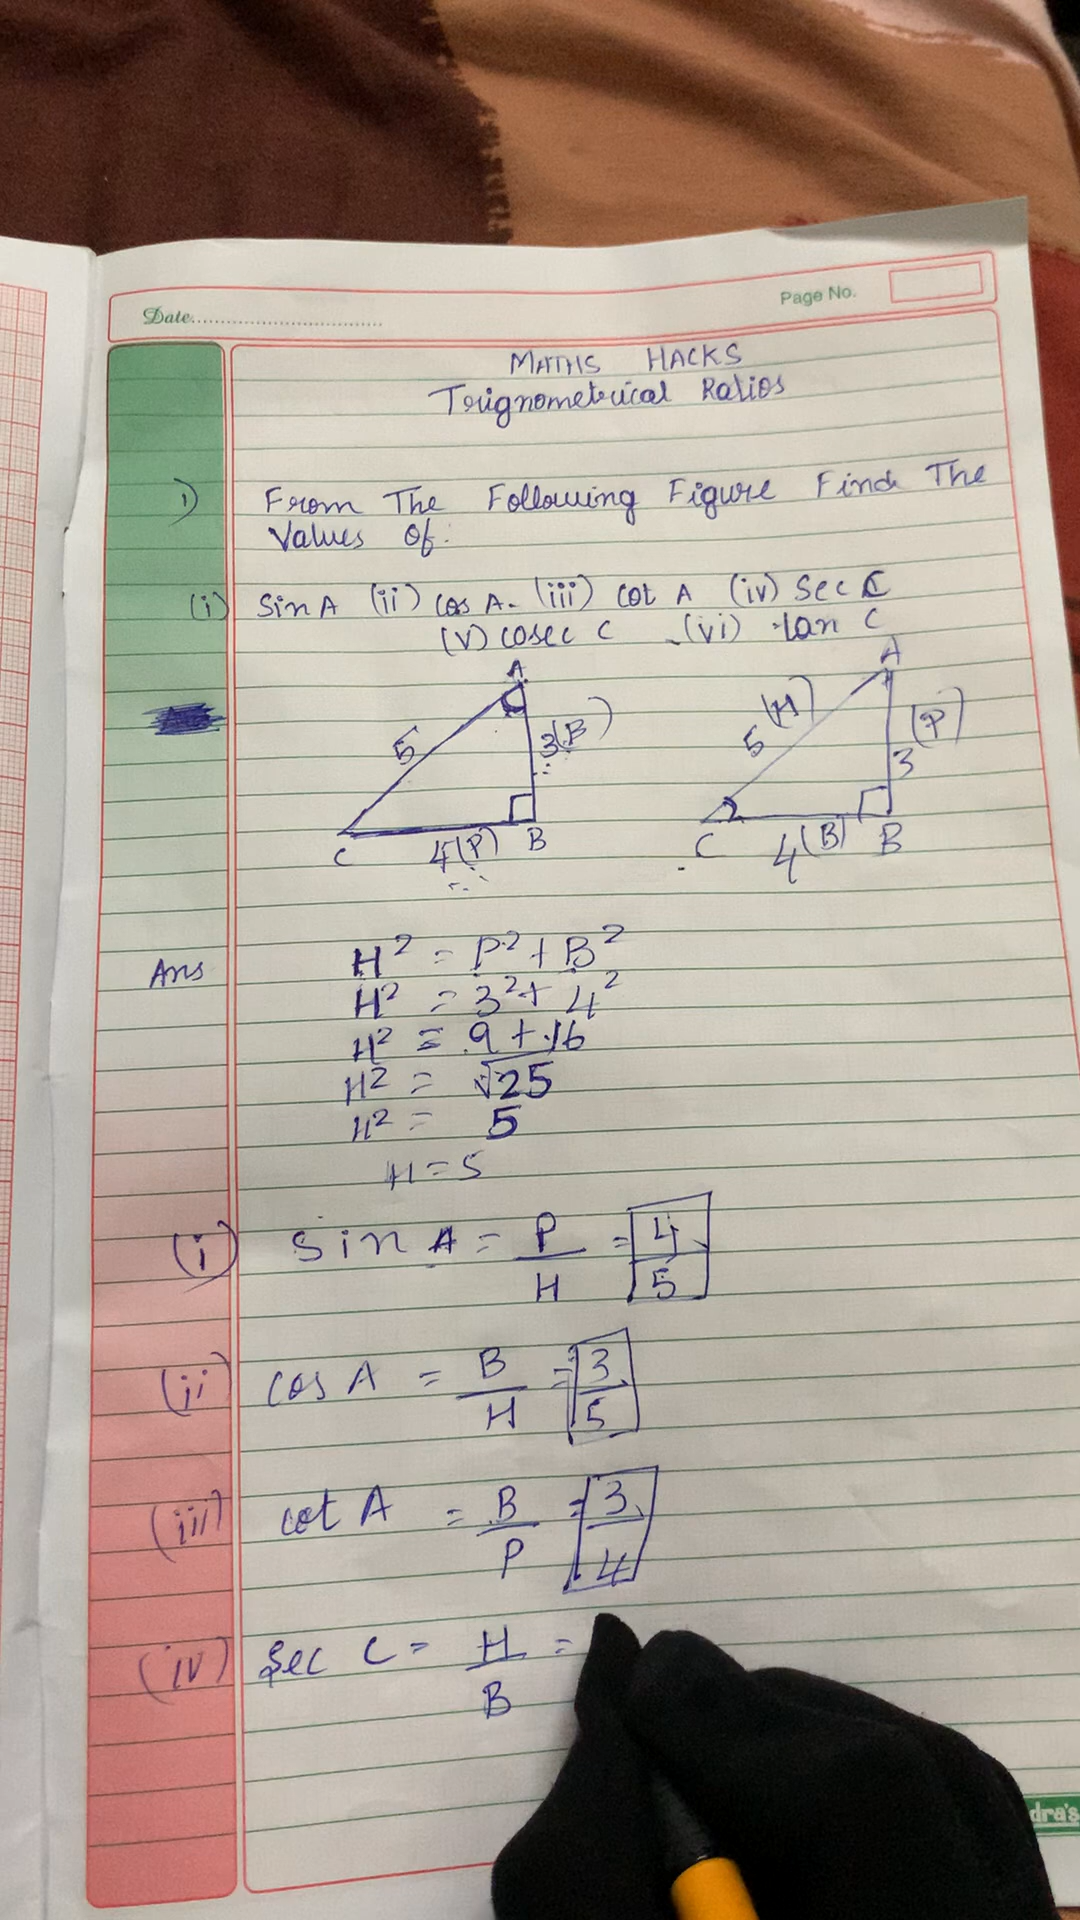 Date
Page No.
MATHS HACKS
Trignometrical Ratios
1) From The Following Figure Find The
Values Of.
(i) Sin A (ii) Cos A. (iii) Cot A (iv) Sec C
(v) Cosec C (vi) tan C
A
A
5
3(B)
5 (H)
(P)
3
C
4(P)
B
C
4(B)
B
Ans
H² = P² + B²
H² = 3² + 4²
H² = 9 + 16
H² = √25
H² = 5
H = 5
(i) Sin A = P/H = 4/5
(ii) Cos A = B/H = 3/5
(iii) Cot A = B/P = 3/4
(iv) Sec C = H/B =
dra's